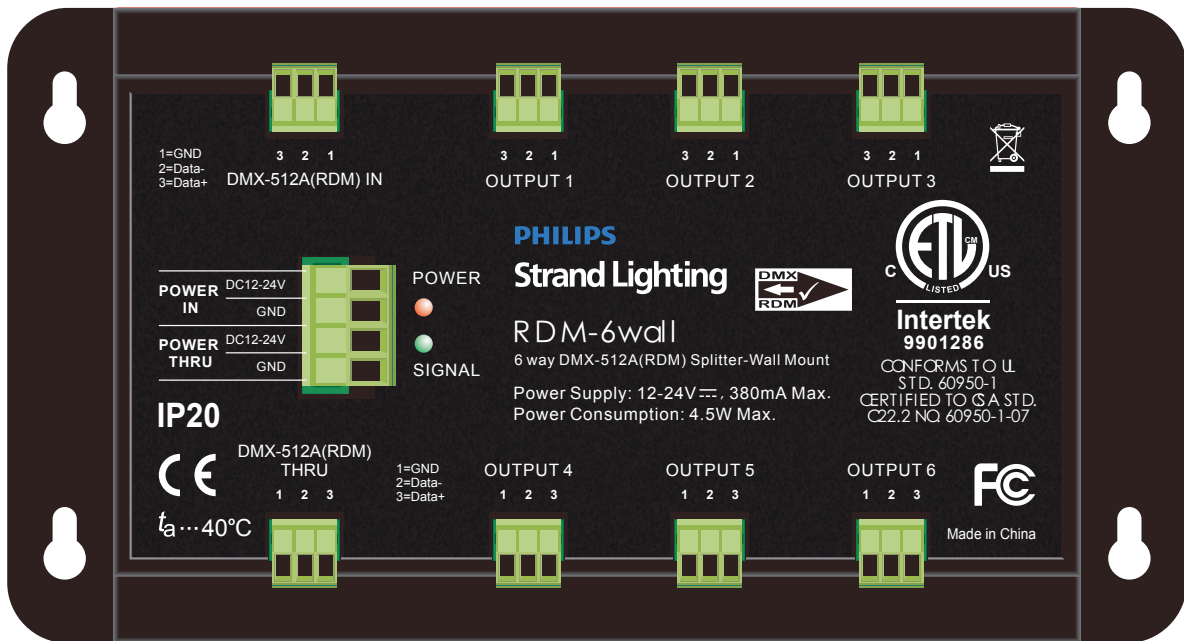 3 2 1
3 2 1
3 2 1
3 2 1
1=GND
2=Data-
3=Data+
DMX-512A(RDM) IN
OUTPUT 1
OUTPUT 2
OUTPUT 3
PHILIPS
Strand Lighting
RDM-6wall
6 way DMX-512A(RDM) Splitter-Wall Mount
Power Supply: 12-24V⎓, 380mA Max.
Power Consumption: 4.5W Max.
DMX
RDM
POWER IN
DC12-24V
GND
POWER THRU
DC12-24V
GND
POWER
SIGNAL
C ETL CM US
LISTED
Intertek
9901286
CONFORMS TO UL
STD. 60950-1
CERTIFIED TO CSA STD.
C22.2 NO. 60950-1-07
IP20
CE
ta···40°C
DMX-512A(RDM)
THRU
1 2 3
1=GND
2=Data-
3=Data+
OUTPUT 4
1 2 3
OUTPUT 5
1 2 3
OUTPUT 6
1 2 3
FC
Made in China